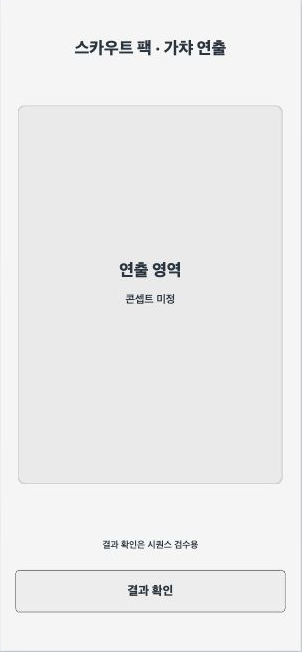 스카우트 팩 · 가챠 연출
연출 영역
콘셉트 미정
결과 확인은 시퀀스 검수용
결과 확인